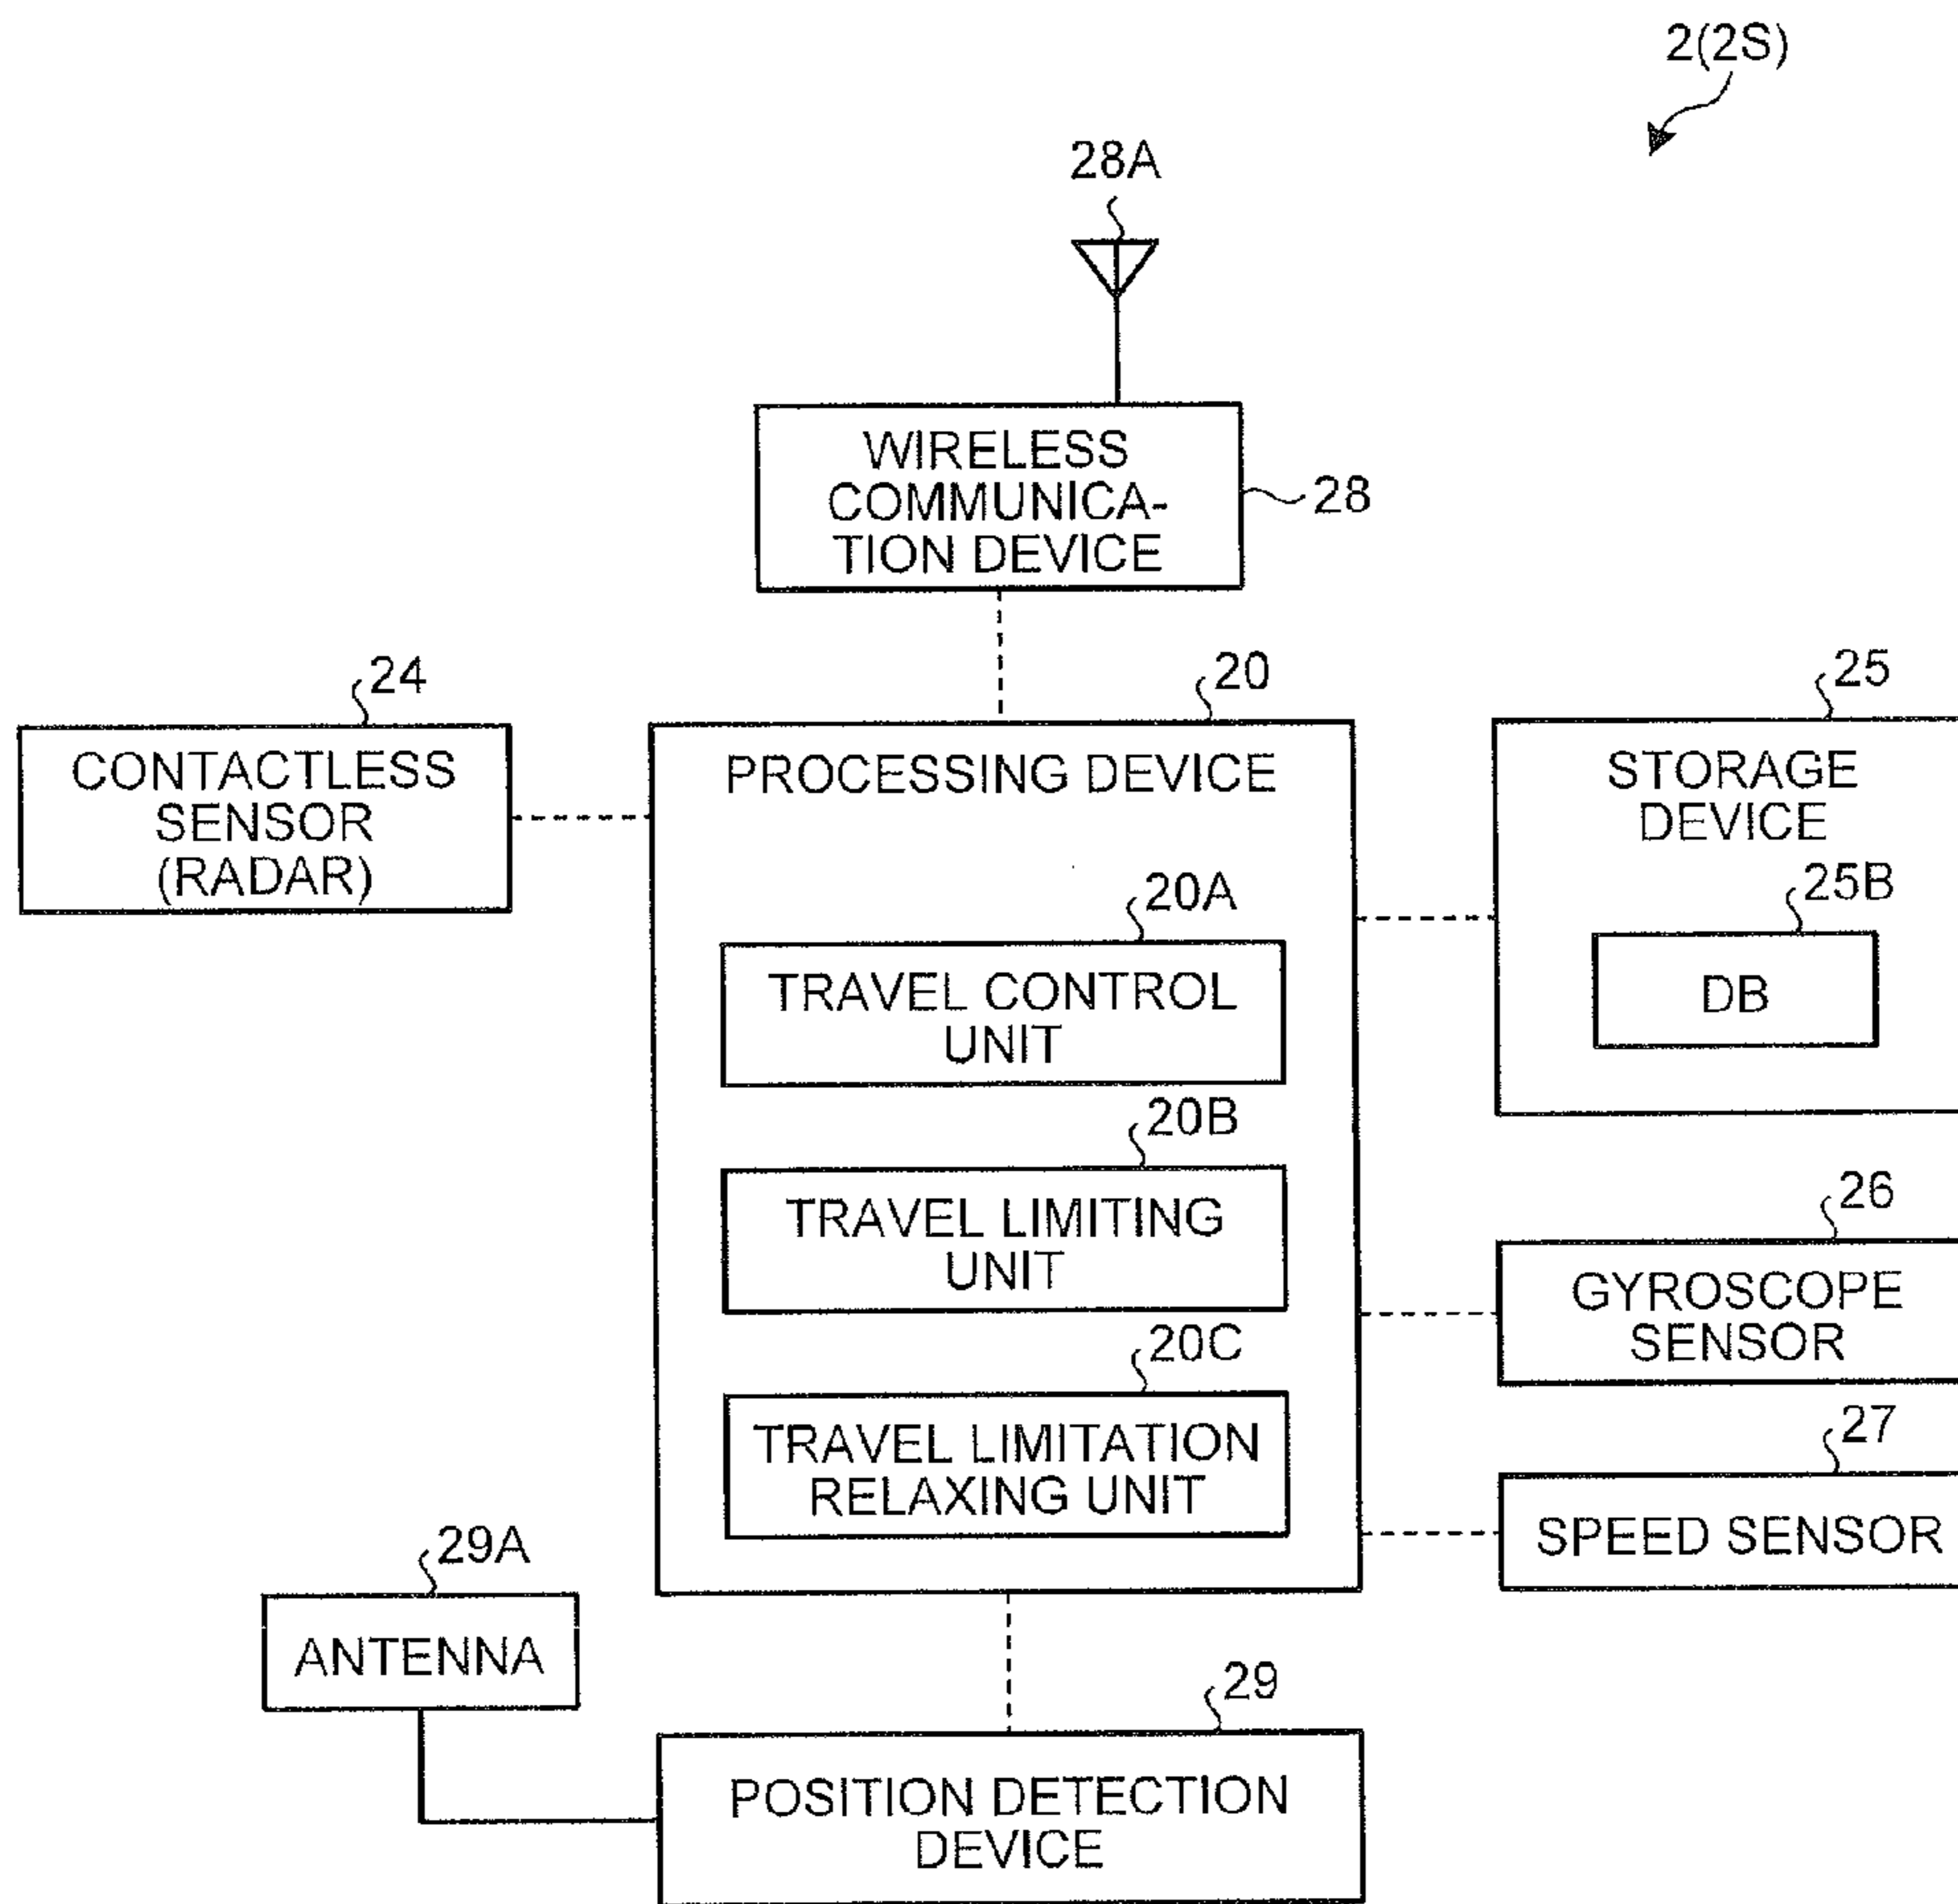 2(2S)
28A
WIRELESS
COMMUNICA-
TION DEVICE
28
24
20
25
CONTACTLESS
SENSOR
(RADAR)
PROCESSING DEVICE
STORAGE
DEVICE
20A
25B
TRAVEL CONTROL
UNIT
DB
20B
TRAVEL LIMITING
UNIT
26
GYROSCOPE
SENSOR
20C
TRAVEL LIMITATION
RELAXING UNIT
27
SPEED SENSOR
29A
ANTENNA
29
POSITION DETECTION
DEVICE